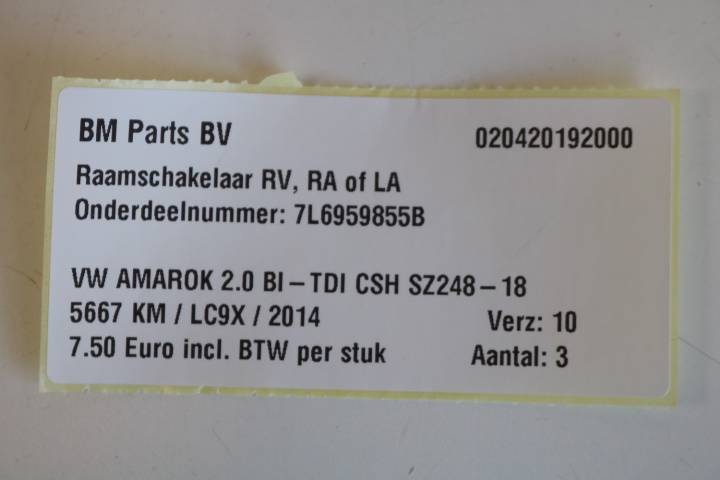 BM Parts BV 020420192000
Raamschakelaar RV, RA of LA
Onderdeelnummer: 7L6959855B
VW AMAROK 2.0 BI-TDI CSH SZ248-18
5667 KM / LC9X / 2014 Verz: 10
7.50 Euro incl. BTW per stuk Aantal: 3